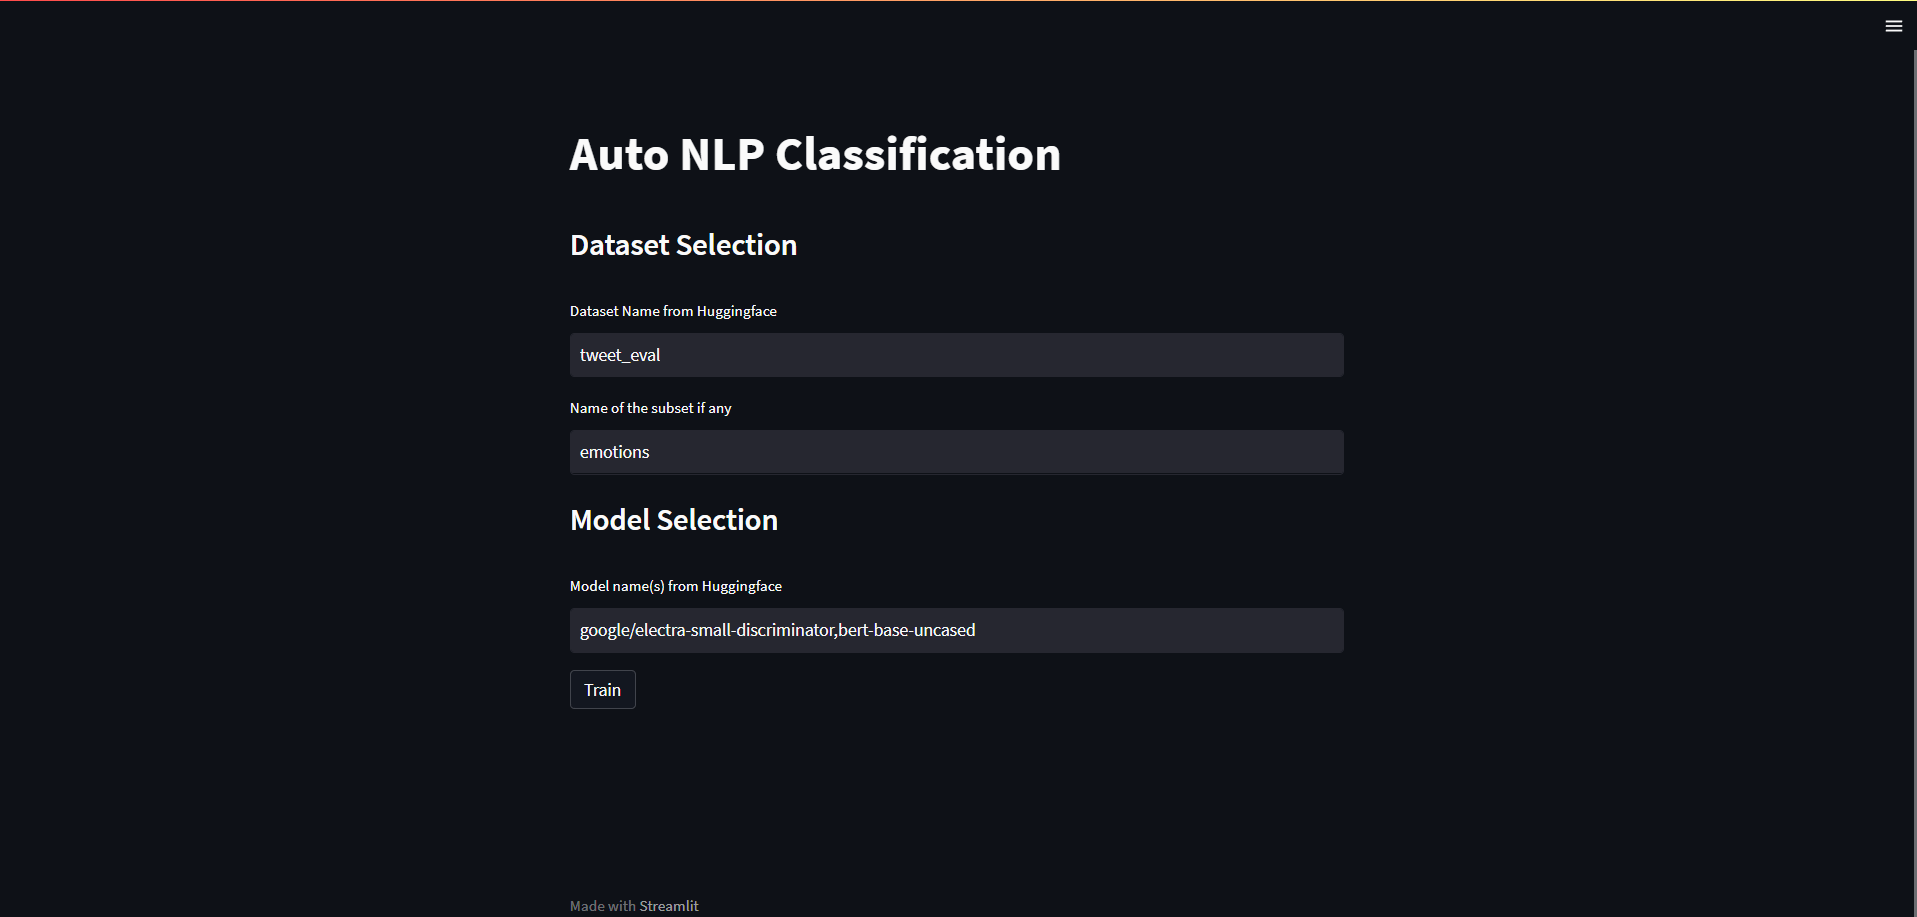 Auto NLP Classification
Dataset Selection
Dataset Name from Huggingface
tweet_eval
Name of the subset if any
emotions
Model Selection
Model name(s) from Huggingface
google/electra-small-discriminator,bert-base-uncased
Train
Made with Streamlit